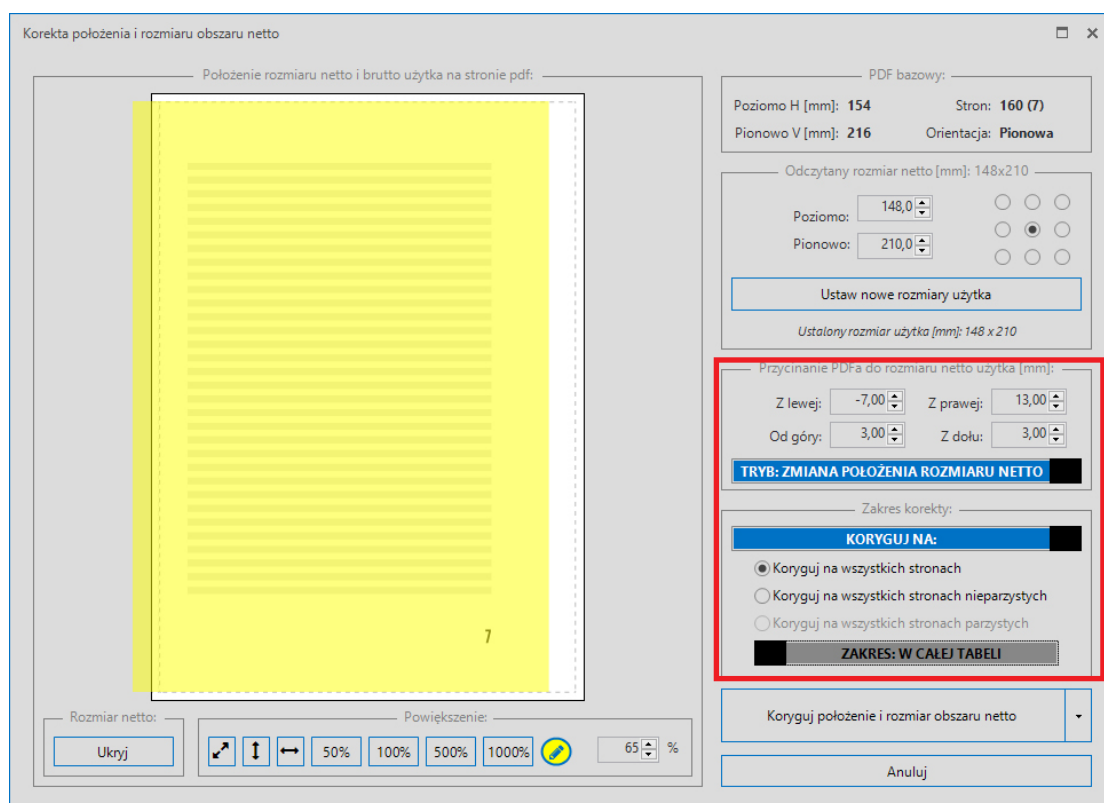 Korekta położenia i rozmiaru obszaru netto
Położenie rozmiaru netto i brutto użytka na stronie pdf:
7
Rozmiar netto:
Ukryj
Powiększenie:
50%
100%
500%
1000%
65 %
PDF bazowy:
Poziomo H [mm]: 154 Stron: 160 (7)
Pionowo V [mm]: 216 Orientacja: Pionowa
Odczytany rozmiar netto [mm]: 148x210
Poziomo: 148,0
Pionowo: 210,0
Ustaw nowe rozmiary użytka
Ustalony rozmiar użytka [mm]: 148 x 210
Przycinanie PDFa do rozmiaru netto użytka [mm]:
Z lewej: -7,00 Z prawej: 13,00
Od góry: 3,00 Z dołu: 3,00
TRYB: ZMIANA POŁOŻENIA ROZMIARU NETTO
Zakres korekty:
KORYGUJ NA:
Koryguj na wszystkich stronach
Koryguj na wszystkich stronach nieparzystych
Koryguj na wszystkich stronach parzystych
ZAKRES: W CAŁEJ TABELI
Koryguj położenie i rozmiar obszaru netto
Anuluj